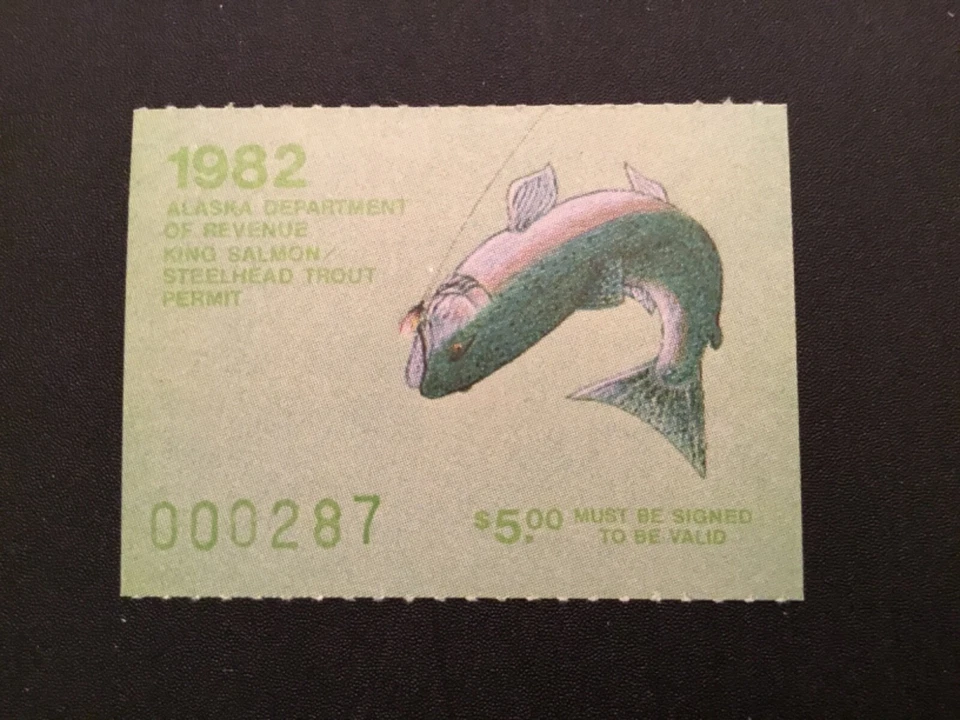 1982
ALASKA DEPARTMENT
OF REVENUE
KING SALMON/
STEELHEAD TROUT
PERMIT
000287
$5.00 MUST BE SIGNED
TO BE VALID